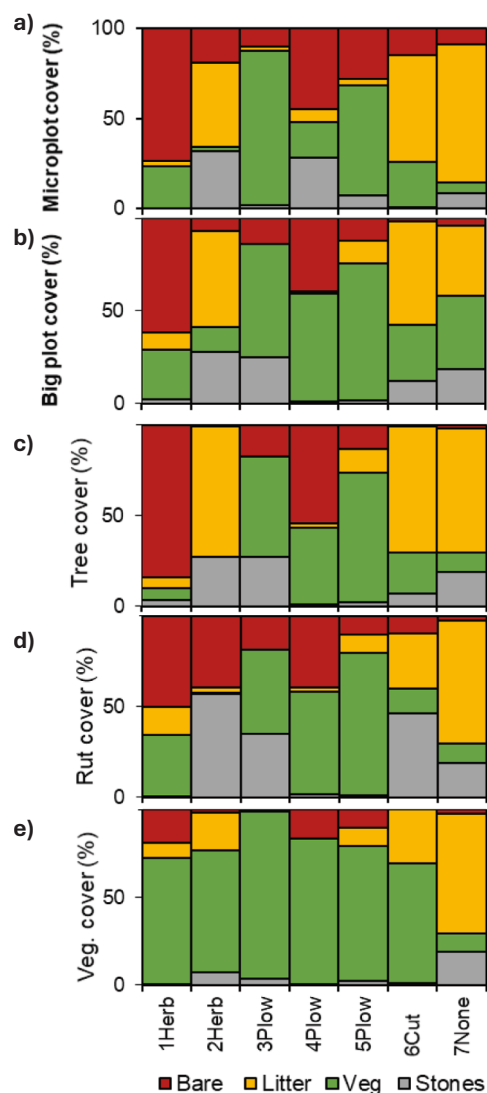 a)
Microplot cover (%)
100
50
0
b)
Big plot cover (%)
50
0
c)
Tree cover (%)
50
0
d)
Rut cover (%)
50
0
e)
Veg. cover (%)
50
0
1Herb
2Herb
3Plow
4Plow
5Plow
6Cut
7None
Bare Litter Veg Stones